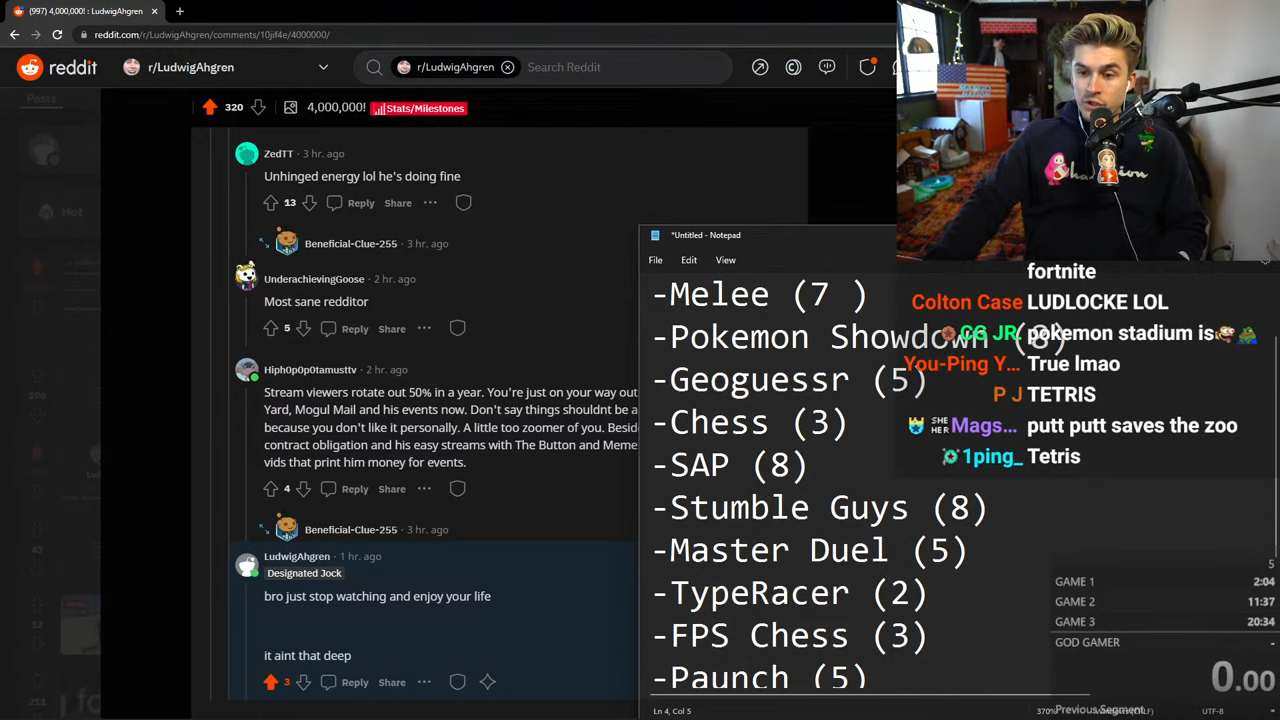 (997) 4,000,000! : LudwigAhgren
reddit.com/r/LudwigAhgren/comments/10jif4e/4000000/
reddit
r/LudwigAhgren
r/LudwigAhgren
Search Reddit
Posts
Hot
320
4,000,000!
Stats/Milestones
ZedTT · 3 hr. ago
Unhinged energy lol he's doing fine
13 Reply Share
Beneficial-Clue-255 · 3 hr. ago
UnderachievingGoose · 2 hr. ago
Most sane redditor
5 Reply Share
Hiph0p0p0tamusttv · 2 hr. ago
Stream viewers rotate out 50% in a year. You're just on your way out
Yard, Mogul Mail and his events now. Don't say things shouldnt be a
because you don't like it personally. A little too zoomer of you. Besid
contract obligation and his easy streams with The Button and Meme
vids that print him money for events.
4 Reply Share
Beneficial-Clue-255 · 3 hr. ago
LudwigAhgren · 1 hr. ago
Designated Jock
bro just stop watching and enjoy your life
it aint that deep
3 Reply Share
*Untitled - Notepad
File Edit View
-Melee (7 )
-Pokemon Showdown (8)
-Geoguessr (5)
-Chess (3)
-SAP (8)
-Stumble Guys (8)
-Master Duel (5)
-TypeRacer (2)
-FPS Chess (3)
-Paunch (5)
Ln 4, Col 5
370%
UTF-8
fortnite
Colton Case LUDLOCKE LOL
CG JR. pokemon stadium is
You-Ping Y... True lmao
P J TETRIS
SHE HER Mags... putt putt saves the zoo
1ping_ Tetris
5
GAME 1 2:04
GAME 2 11:37
GAME 3 20:34
GOD GAMER -
0.00
Previous Segment -